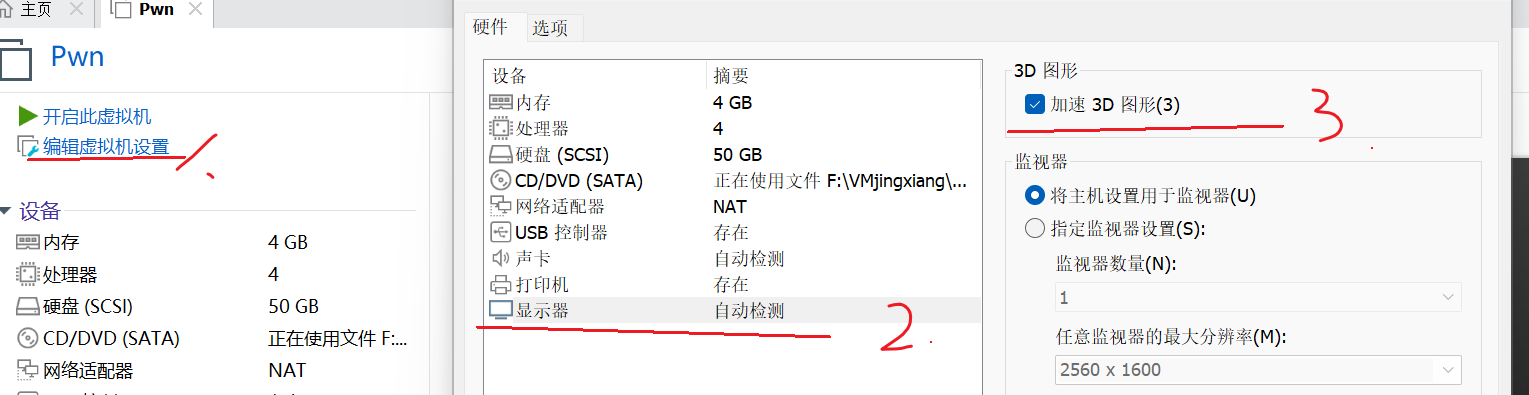 主页
Pwn
Pwn
开启此虚拟机
编辑虚拟机设置
1.
设备
内存 4 GB
处理器 4
硬盘 (SCSI) 50 GB
CD/DVD (SATA) 正在使用文件 F:...
网络适配器 NAT
硬件 选项
设备 摘要
内存 4 GB
处理器 4
硬盘 (SCSI) 50 GB
CD/DVD (SATA) 正在使用文件 F:\VMjingxiang\...
网络适配器 NAT
USB 控制器 存在
声卡 自动检测
打印机 存在
显示器 自动检测
2.
3D 图形
加速 3D 图形(3)
3.
监视器
将主机设置用于监视器(U)
指定监视器设置(S):
监视器数量(N):
1
任意监视器的最大分辨率(M):
2560 x 1600